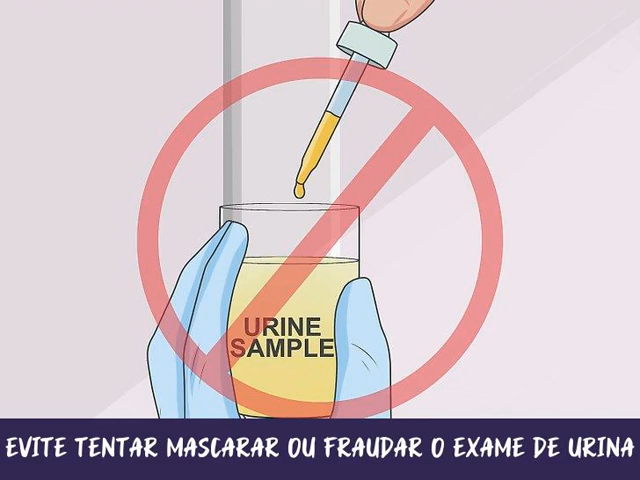 URINE
SAMPLE
EVITE TENTAR MASCARAR OU FRAUDAR O EXAME DE URINA